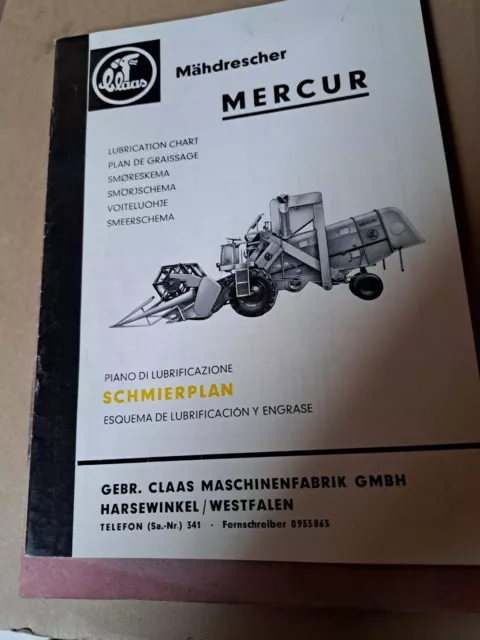 Claas
Mähdrescher
MERCUR
LUBRICATION CHART
PLAN DE GRAISSAGE
SMØRESKEMA
SMÖRJSCHEMA
VOITELUOHJE
SMEERSCHEMA
PIANO DI LUBRIFICAZIONE
SCHMIERPLAN
ESQUEMA DE LUBRIFICACIÓN Y ENGRASE
GEBR. CLAAS MASCHINENFABRIK GMBH
HARSEWINKEL/WESTFALEN
TELEFON (Sa.-Nr.) 341 · Fernschreiber 0933863